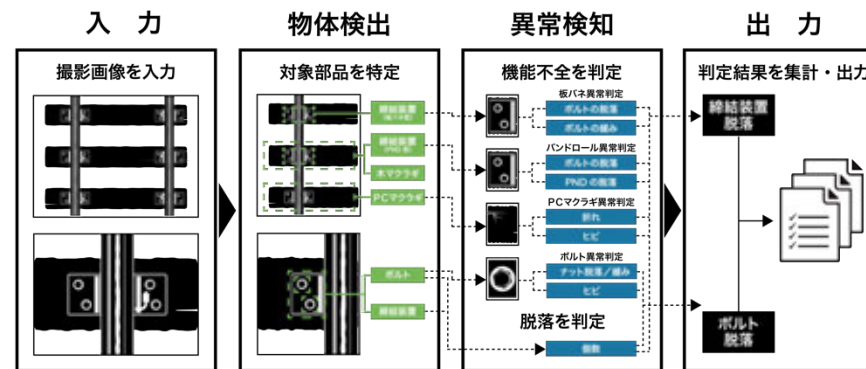 入 力
物体検出
異常検知
出 力
撮影画像を入力
対象部品を特定
機能不全を判定
判定結果を集計・出力
締結装置
(板バネ型)
締結装置
(PND型)
木マクラギ
PCマクラギ
ボルト
締結装置
板バネ異常判定
ボルトの脱落
ボルトの緩み
パンドロール異常判定
ボルトの脱落
PNDの脱落
PCマクラギ異常判定
折れ
ヒビ
ボルト異常判定
ナット脱落/緩み
ヒビ
脱落を判定
個数
締結装置
脱落
ボルト
脱落